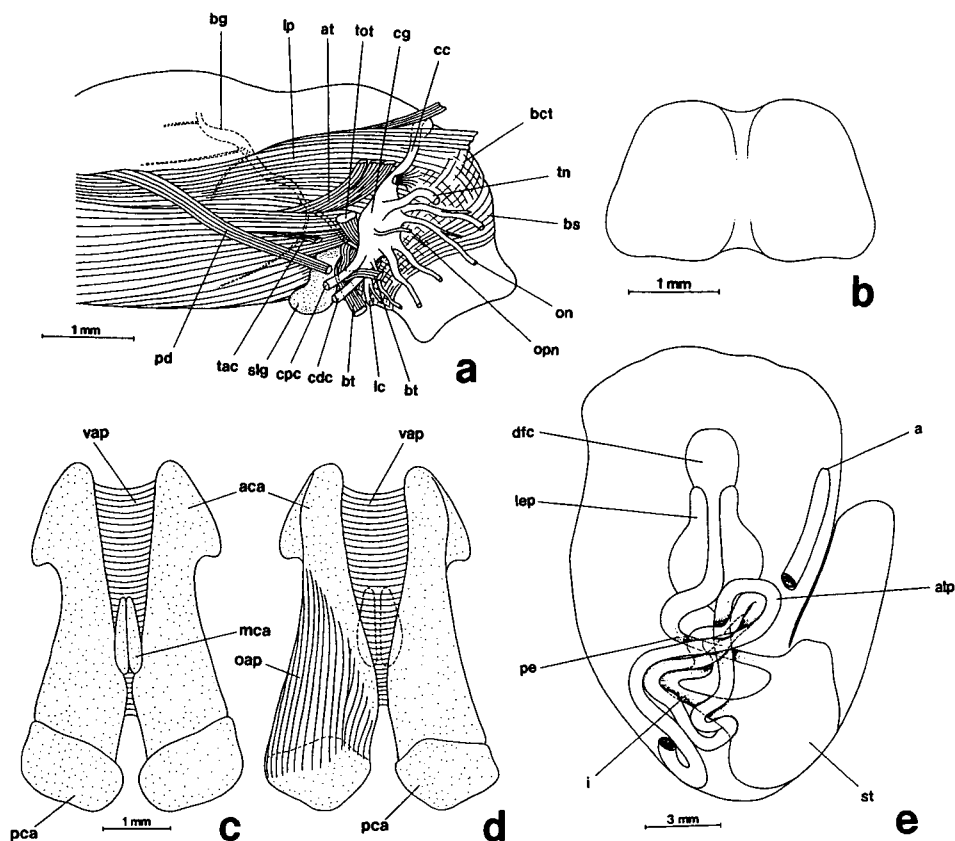 bg lp at tot cg cc
bct
tn
bs
on
opn
1 mm
pd tac slg cpc cdc bt lc bt
a
1 mm
b
vap vap
aca
mca
oap
pca
1 mm
c
pca
d
dfc
a
lep
alp
pe
i
st
3 mm
e